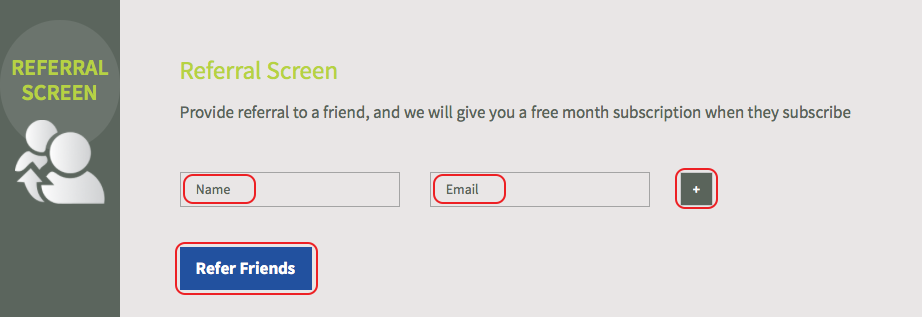 REFERRAL
SCREEN
Referral Screen
Provide referral to a friend, and we will give you a free month subscription when they subscribe
Name Email +
Refer Friends